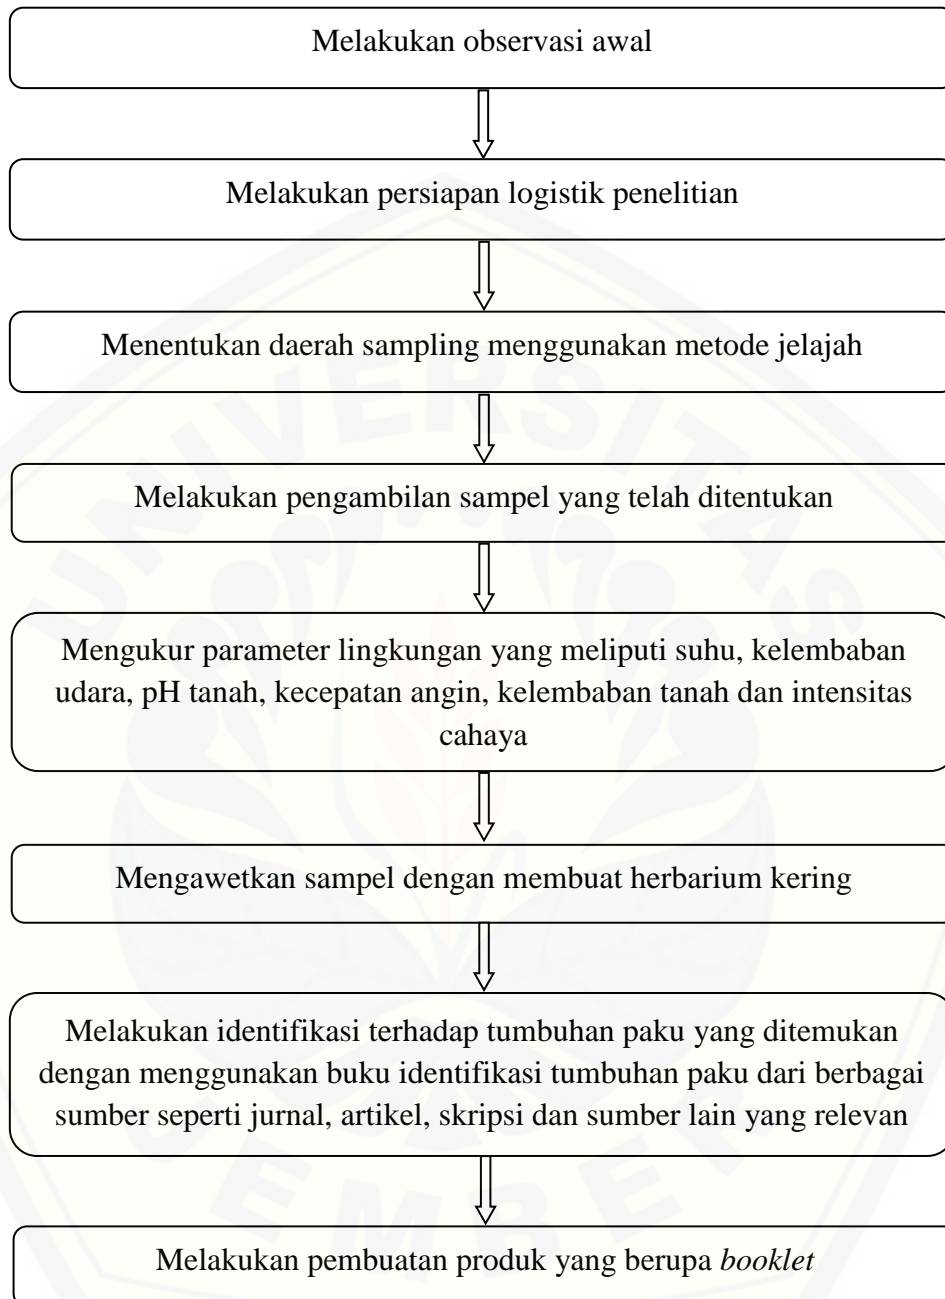 Melakukan observasi awal
Melakukan persiapan logistik penelitian
Menentukan daerah sampling menggunakan metode jelajah
Melakukan pengambilan sampel yang telah ditentukan
Mengukur parameter lingkungan yang meliputi suhu, kelembaban
udara, pH tanah, kecepatan angin, kelembaban tanah dan intensitas
cahaya
Mengawetkan sampel dengan membuat herbarium kering
Melakukan identifikasi terhadap tumbuhan paku yang ditemukan
dengan menggunakan buku identifikasi tumbuhan paku dari berbagai
sumber seperti jurnal, artikel, skripsi dan sumber lain yang relevan
Melakukan pembuatan produk yang berupa booklet
UNIVERSITAS
JEMBER